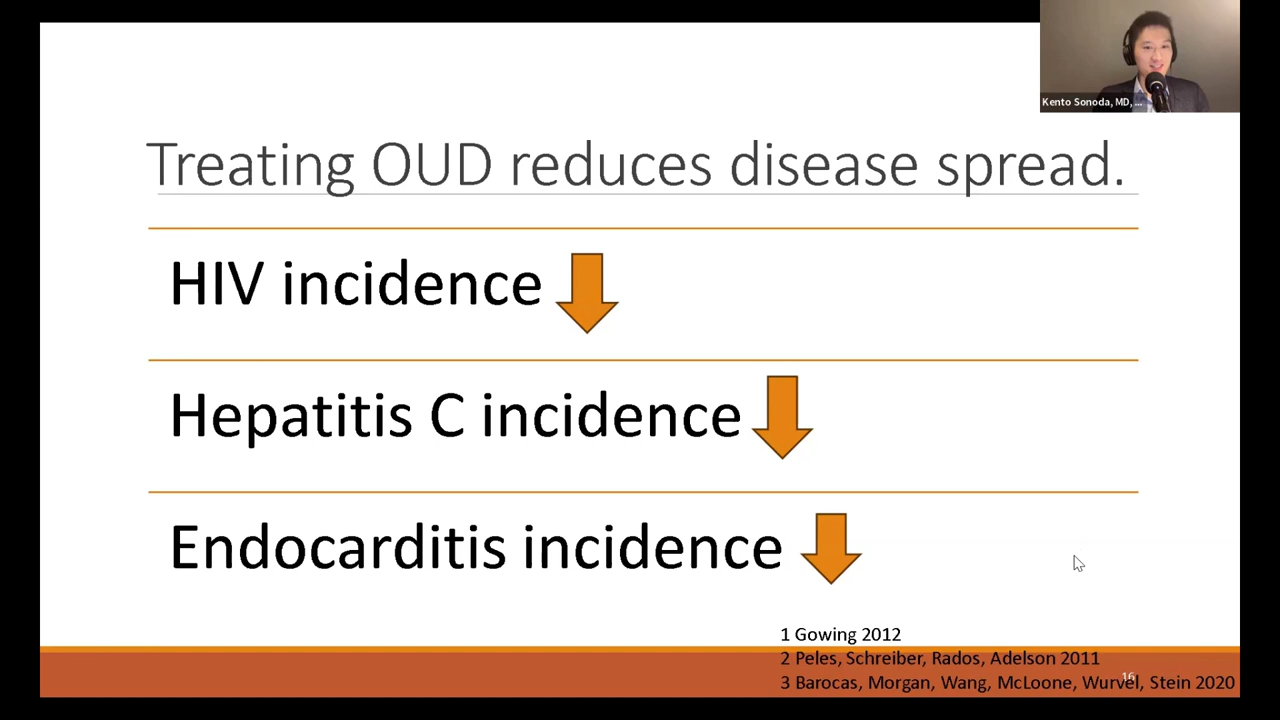 Kento Sonoda, MD, ...
Treating OUD reduces disease spread.
HIV incidence
Hepatitis C incidence
Endocarditis incidence
1 Gowing 2012
2 Peles, Schreiber, Rados, Adelson 2011
3 Barocas, Morgan, Wang, McLoone, Wurvel, Stein 2020
16